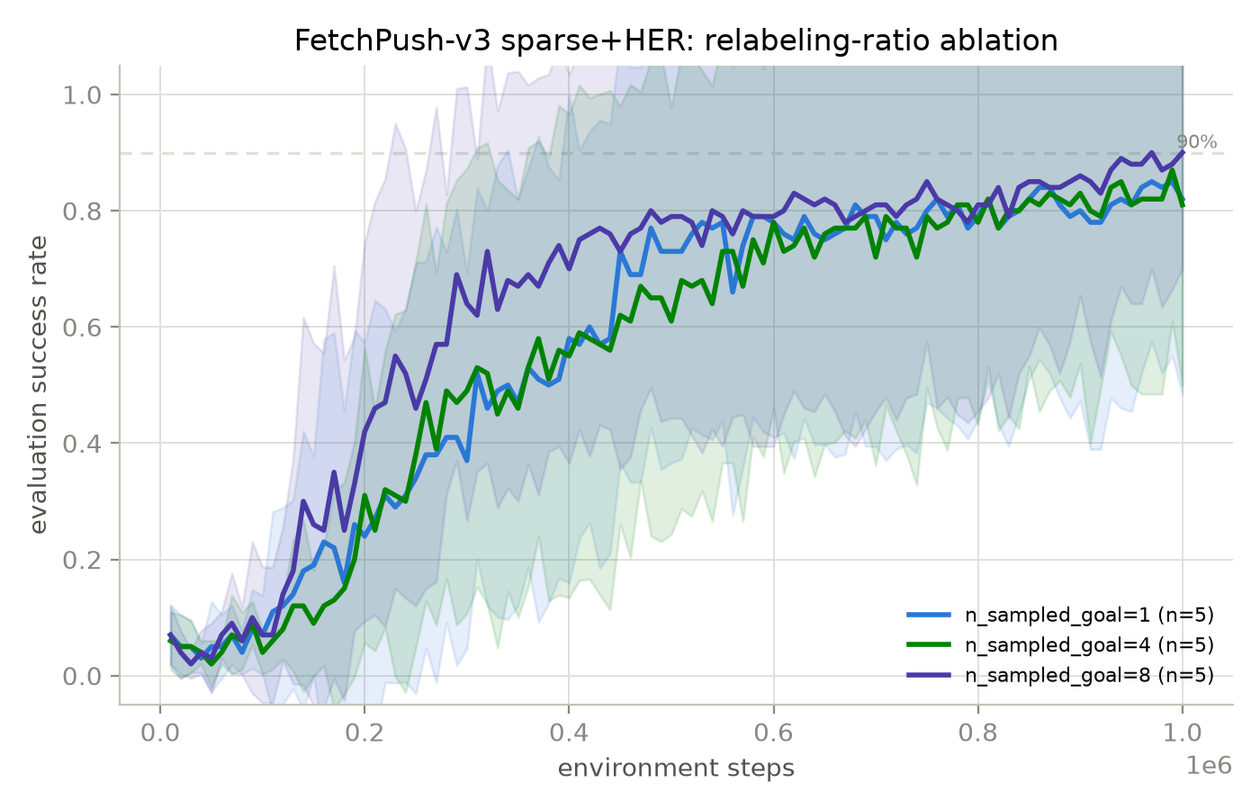 FetchPush-v3 sparse+HER: relabeling-ratio ablation
evaluation success rate
1.0
0.8
0.6
0.4
0.2
0.0
90%
n_sampled_goal=1 (n=5)
n_sampled_goal=4 (n=5)
n_sampled_goal=8 (n=5)
0.0 0.2 0.4 0.6 0.8 1.0
1e6
environment steps